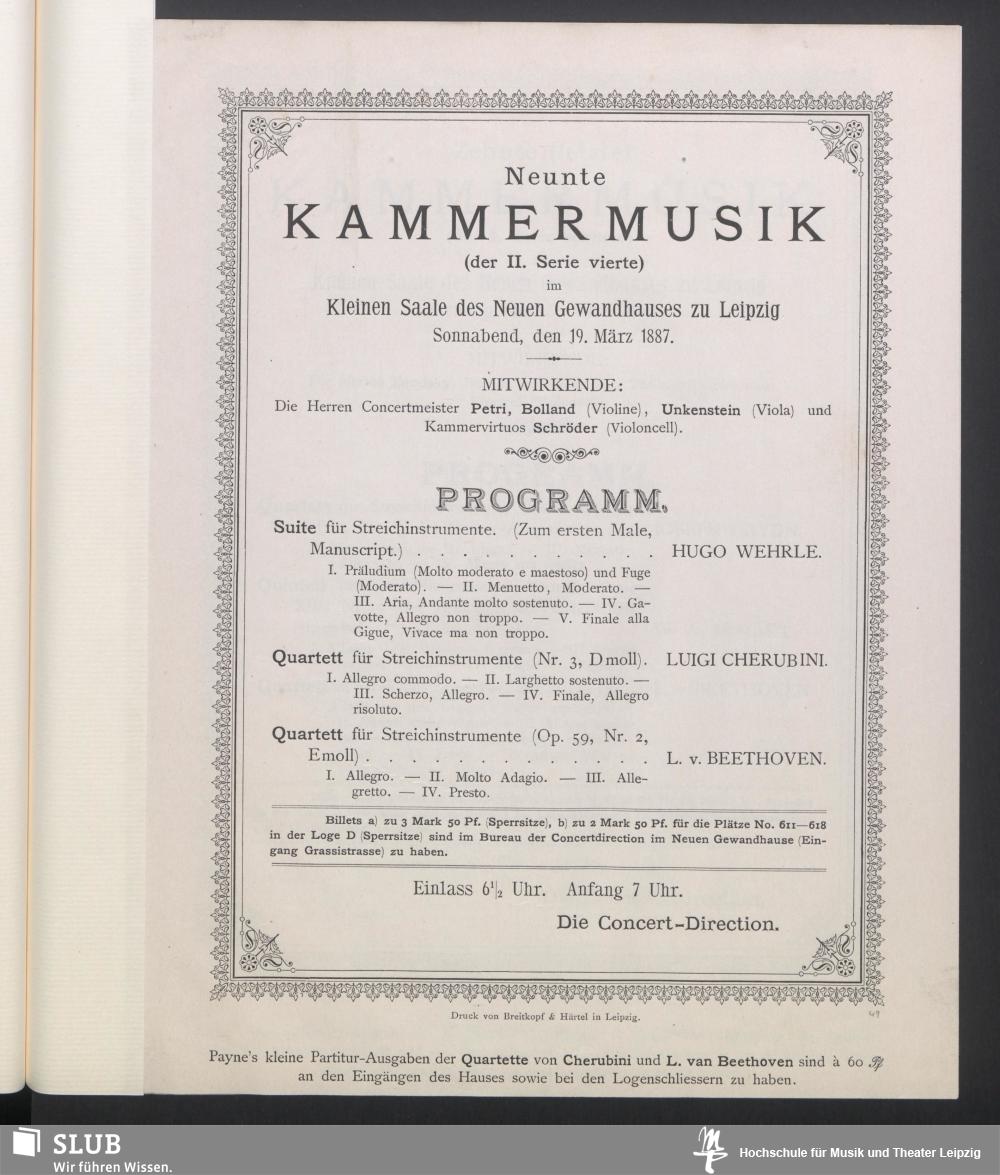 Neunte
KAMMERMUSIK
(der II. Serie vierte)
im
Kleinen Saale des Neuen Gewandhauses zu Leipzig
Sonnabend, den 19. März 1887.
MITWIRKENDE:
Die Herren Concertmeister Petri, Bolland (Violine), Unkenstein (Viola) und
Kammervirtuos Schröder (Violoncell).
PROGRAMM.
Suite für Streichinstrumente. (Zum ersten Male,
Manuscript.) . . . . . . . . . . . HUGO WEHRLE.
I. Präludium (Molto moderato e maestoso) und Fuge
(Moderato). — II. Menuetto, Moderato. —
III. Aria, Andante molto sostenuto. — IV. Ga-
votte, Allegro non troppo. — V. Finale alla
Gigue, Vivace ma non troppo.
Quartett für Streichinstrumente (Nr. 3, Dmoll). LUIGI CHERUBINI.
I. Allegro commodo. — II. Larghetto sostenuto. —
III. Scherzo, Allegro. — IV. Finale, Allegro
risoluto.
Quartett für Streichinstrumente (Op. 59, Nr. 2,
Emoll) . . . . . . . . . . . . . L. v. BEETHOVEN.
I. Allegro. — II. Molto Adagio. — III. Alle-
gretto. — IV. Presto.
Billets a) zu 3 Mark 50 Pf. (Sperrsitze), b) zu 2 Mark 50 Pf. für die Plätze No. 611—618
in der Loge D (Sperrsitze) sind im Bureau der Concertdirection im Neuen Gewandhause (Ein-
gang Grassistrasse) zu haben.
Einlass 6½ Uhr. Anfang 7 Uhr.
Die Concert-Direction.
Druck von Breitkopf & Härtel in Leipzig.
49
Payne's kleine Partitur-Ausgaben der Quartette von Cherubini und L. van Beethoven sind à 60 Pf
an den Eingängen des Hauses sowie bei den Logenschliessern zu haben.
SLUB
Wir führen Wissen.
Hochschule für Musik und Theater Leipzig